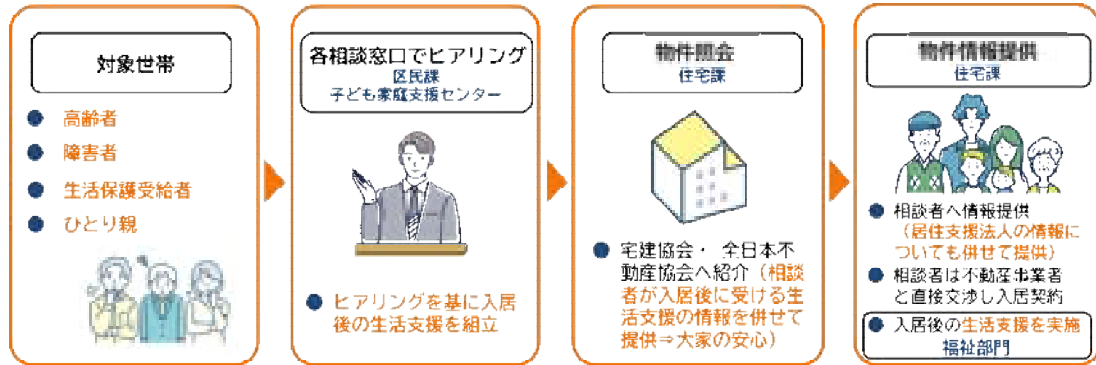 対象世帯
● 高齢者
● 障害者
● 生活保護受給者
● ひとり親
各相談窓口でヒアリング
区民課
子ども家庭支援センター
● ヒアリングを基に入居
後の生活支援を組立
物件照会
住宅課
● 宅建協会・ 全日本不
動産協会へ紹介（相談
者が入居後に受ける生
活支援の情報を併せて
提供⇒大家の安心）
物件情報提供
住宅課
● 相談者へ情報提供
（居住支援法人の情報に
ついても併せて提供）
● 相談者は不動産事業者
と直接交渉し入居契約
● 入居後の生活支援を実施
福祉部門